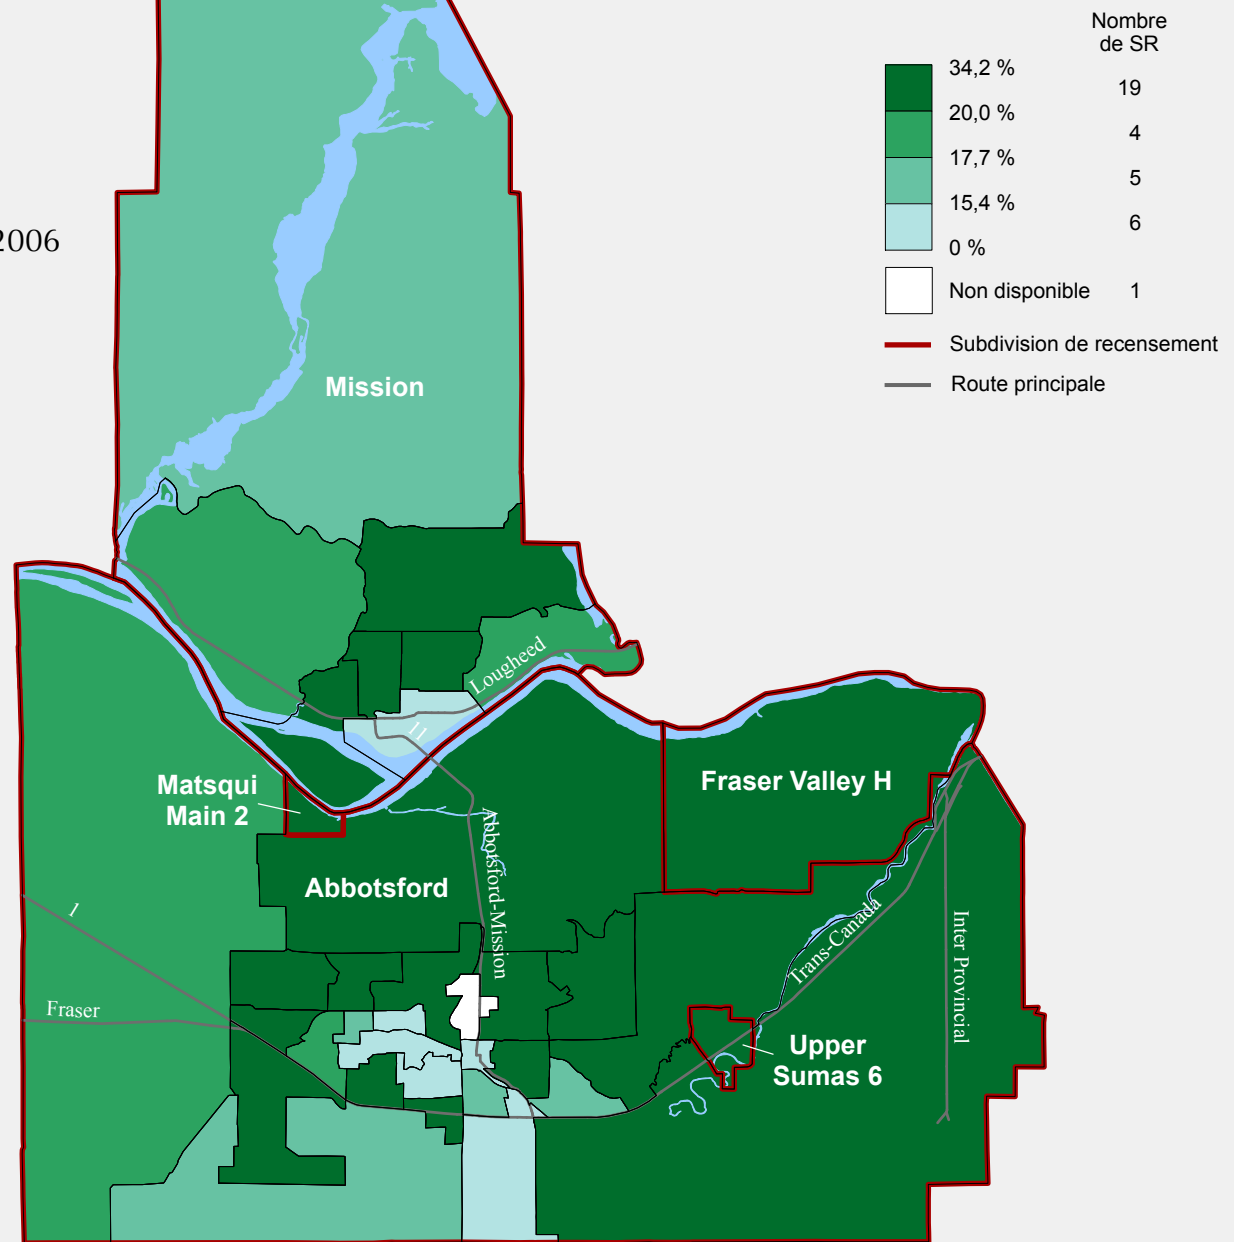 Nombre
de SR
34,2 %
19
20,0 %
4
17,7 %
5
15,4 %
6
0 %
Non disponible 1
Subdivision de recensement
Route principale
2006
Mission
Lougheed
11
Matsqui
Main 2
Fraser Valley H
Abbotsford
Abbotsford-Mission
1
Trans-Canada
Inter Provincial
Fraser
Upper
Sumas 6